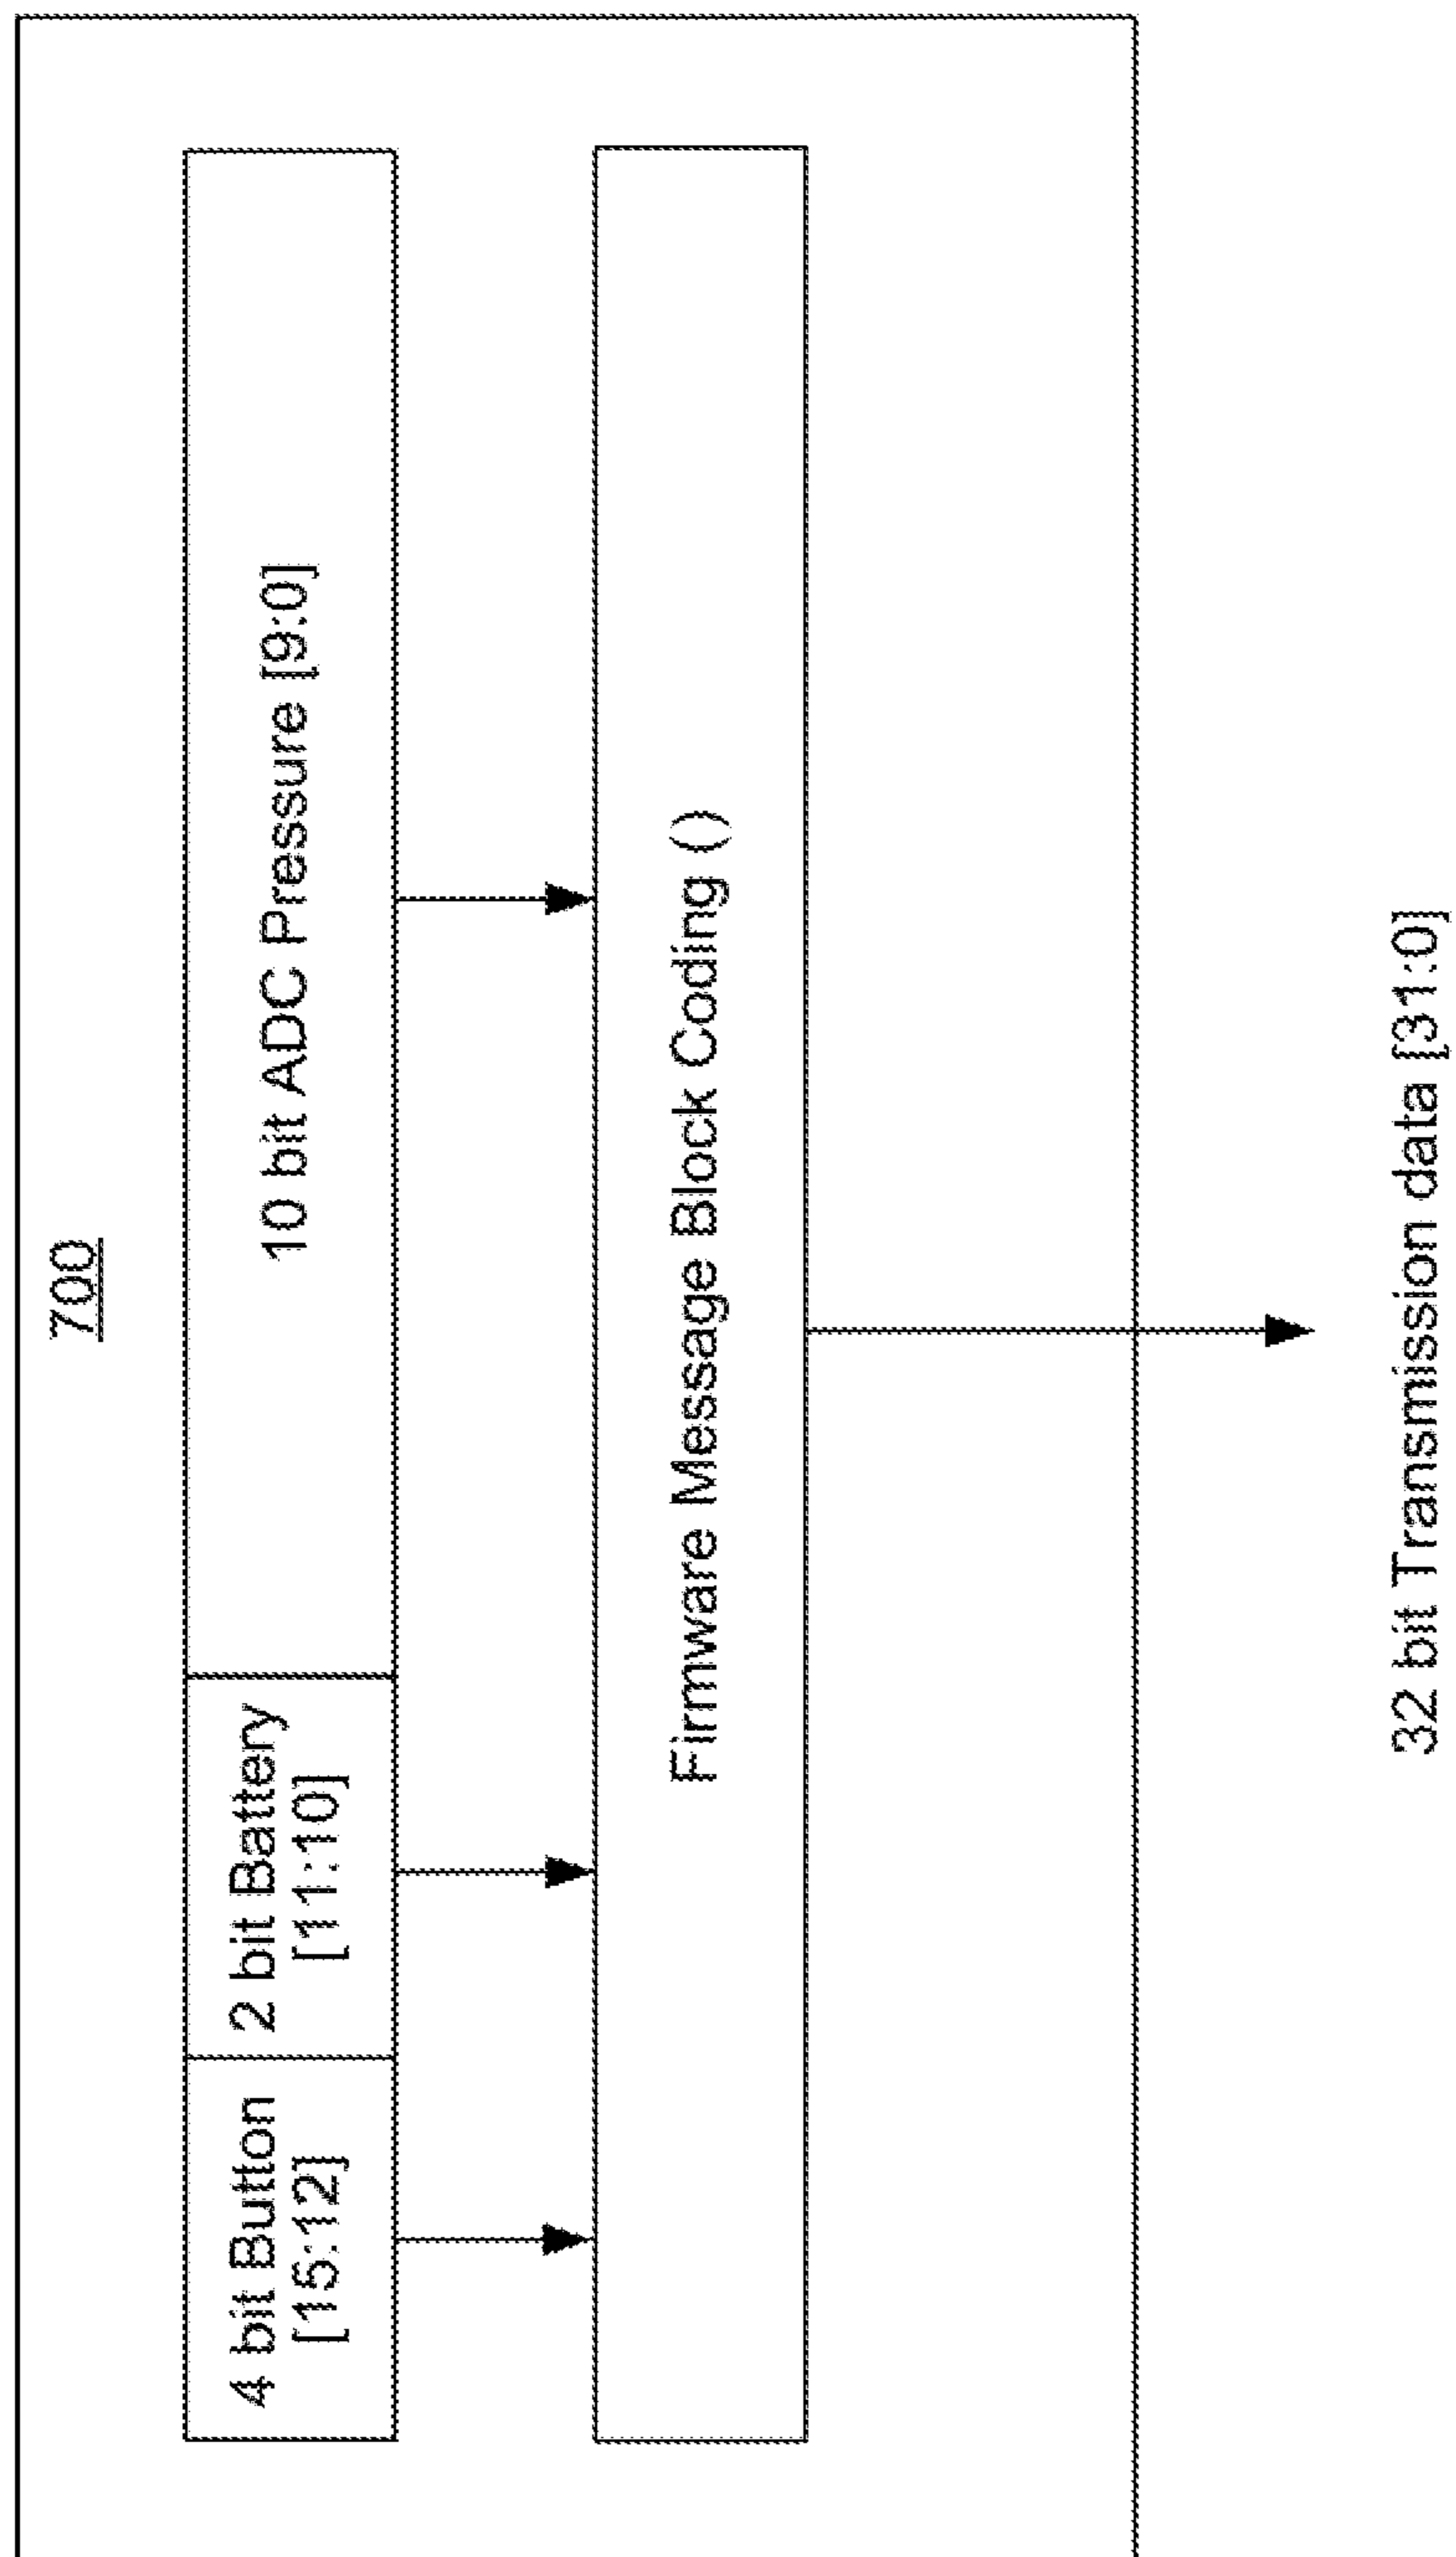 700
4 bit Button
[15:12]
2 bit Battery
[11:10]
10 bit ADC Pressure [9:0]
Firmware Message Block Coding ()
32 bit Transmission data [31:0]